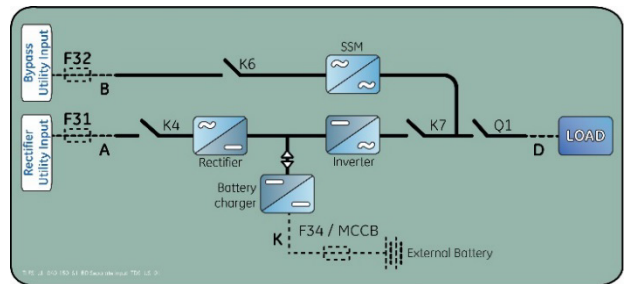 Bypass
Utility Input
F32
B
K6
SSM
Rectifier
Utility Input
F31
A
K4
Rectifier
Inverter
K7
Q1
D
LOAD
Battery
charger
K
F34 / MCCB
External Battery